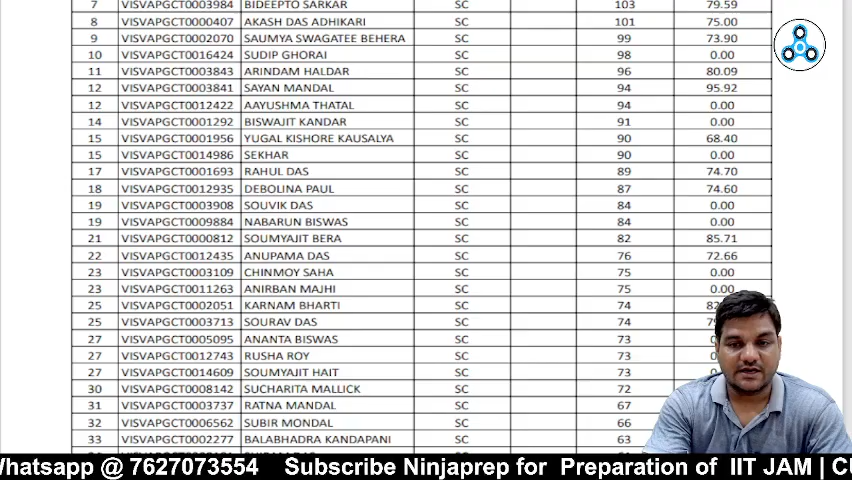 7 VISVAPGCT0003984 BIDEEPTO SARKAR SC 103 79.59
8 VISVAPGCT0000407 AKASH DAS ADHIKARI SC 101 75.00
9 VISVAPGCT0002070 SAUMYA SWAGATEE BEHERA SC 99 73.90
10 VISVAPGCT0016424 SUDIP GHORAI SC 98 0.00
11 VISVAPGCT0003843 ARINDAM HALDAR SC 96 80.09
12 VISVAPGCT0003841 SAYAN MANDAL SC 94 95.92
12 VISVAPGCT0012422 AAYUSHMA THATAL SC 94 0.00
14 VISVAPGCT0001292 BISWAJIT KANDAR SC 91 0.00
15 VISVAPGCT0001956 YUGAL KISHORE KAUSALYA SC 90 68.40
15 VISVAPGCT0014986 SEKHAR SC 90 0.00
17 VISVAPGCT0001693 RAHUL DAS SC 89 74.70
18 VISVAPGCT0012935 DEBOLINA PAUL SC 87 74.60
19 VISVAPGCT0003908 SOUVIK DAS SC 84 0.00
19 VISVAPGCT0009884 NABARUN BISWAS SC 84 0.00
21 VISVAPGCT0000812 SOUMYAJIT BERA SC 82 85.71
22 VISVAPGCT0012435 ANUPAMA DAS SC 76 72.66
23 VISVAPGCT0003109 CHINMOY SAHA SC 75 0.00
23 VISVAPGCT0011263 ANIRBAN MAJHI SC 75 0.00
25 VISVAPGCT0002051 KARNAM BHARTI SC 74
25 VISVAPGCT0003713 SOURAV DAS SC 74
27 VISVAPGCT0005095 ANANTA BISWAS SC 73
27 VISVAPGCT0012743 RUSHA ROY SC 73
27 VISVAPGCT0014609 SOUMYAJIT HAIT SC 73
30 VISVAPGCT0008142 SUCHARITA MALLICK SC 72
31 VISVAPGCT0003737 RATNA MANDAL SC 67
32 VISVAPGCT0006562 SUBIR MONDAL SC 66
33 VISVAPGCT0002277 BALABHADRA KANDAPANI SC 63
Whatsapp @ 7627073554 Subscribe Ninjaprep for Preparation of IIT JAM | CU